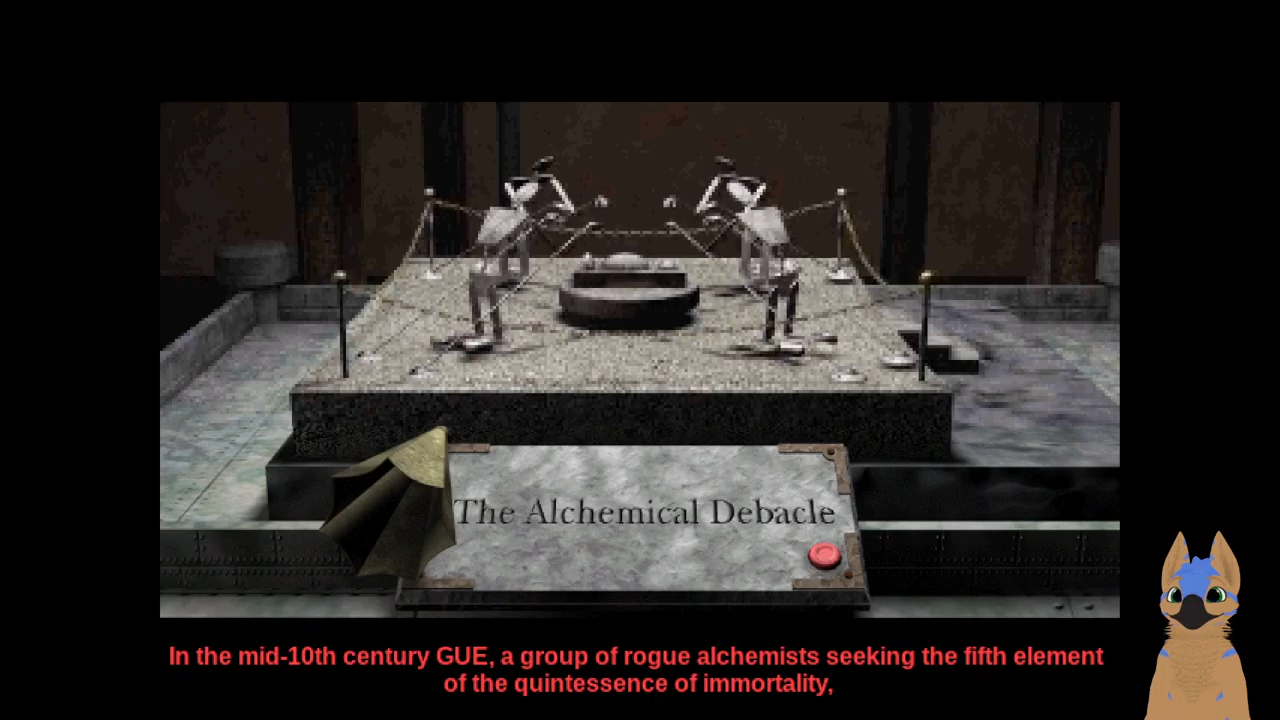 The Alchemical Debacle
In the mid-10th century GUE, a group of rogue alchemists seeking the fifth element
of the quintessence of immortality,